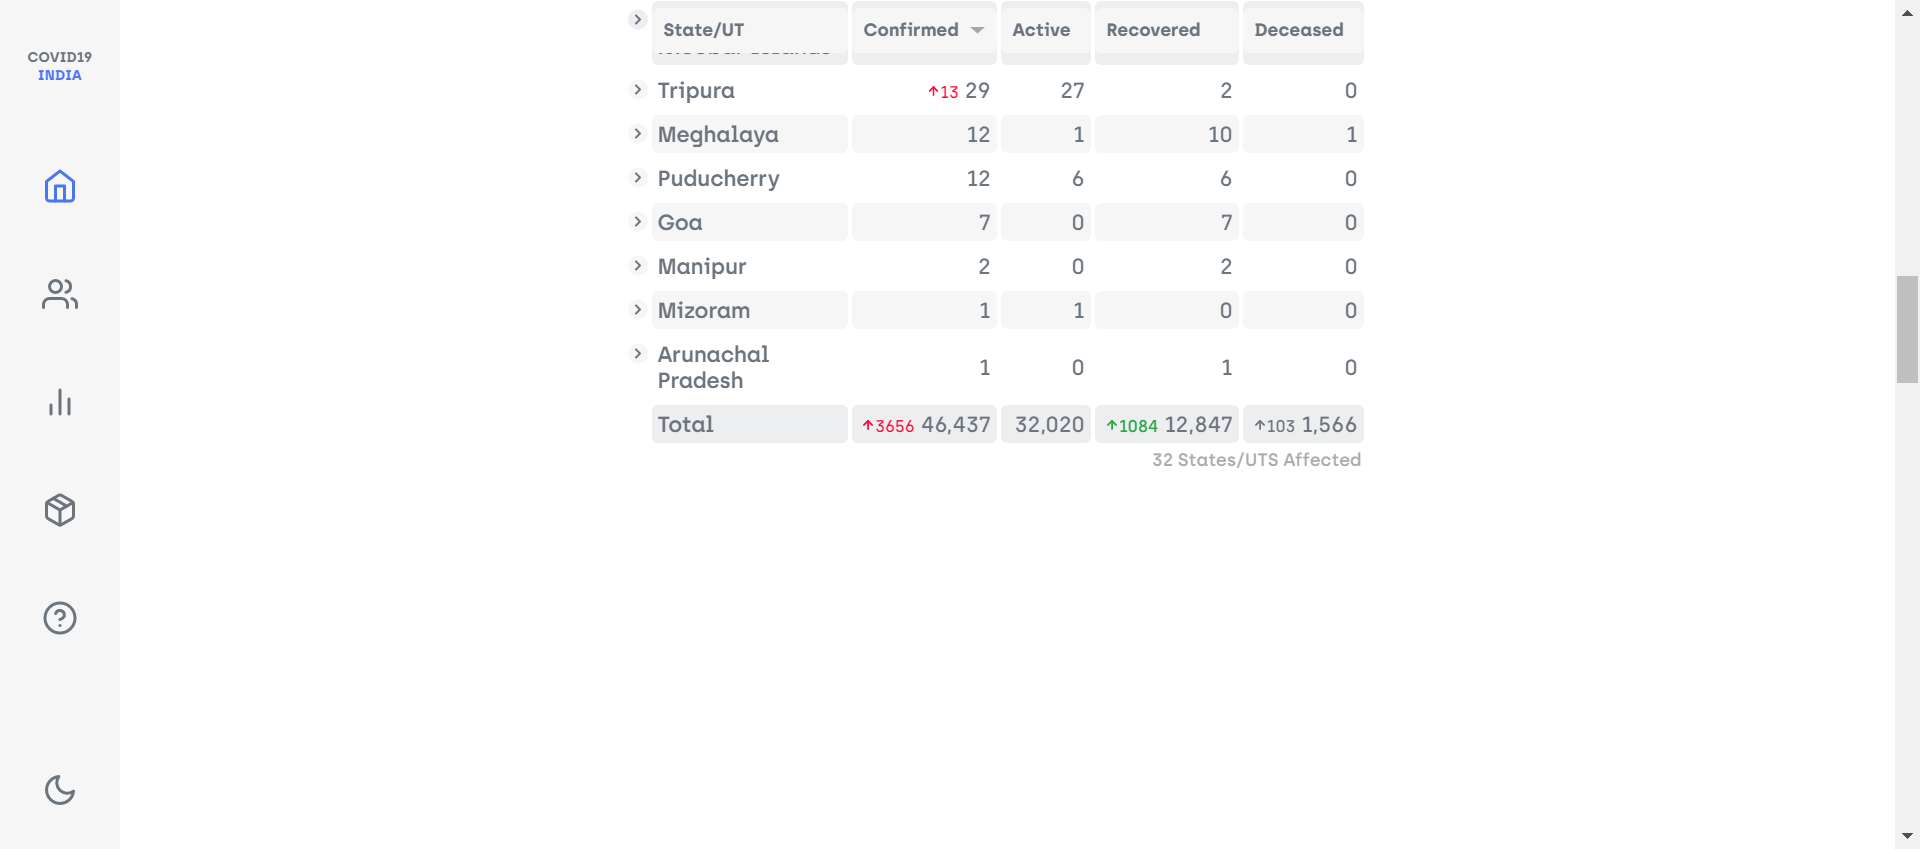 COVID19
INDIA
State/UT Confirmed Active Recovered Deceased
Tripura ↑13 29 27 2 0
Meghalaya 12 1 10 1
Puducherry 12 6 6 0
Goa 7 0 7 0
Manipur 2 0 2 0
Mizoram 1 1 0 0
Arunachal
Pradesh 1 0 1 0
Total ↑3656 46,437 32,020 ↑1084 12,847 ↑103 1,566
32 States/UTS Affected